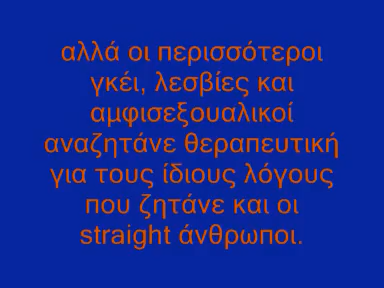 αλλά οι περισσότεροι
γκέι, λεσβίες και
αμφισεξουαλικοί
αναζητάνε θεραπευτική
για τους ίδιους λόγους
που ζητάνε και οι
straight άνθρωποι.